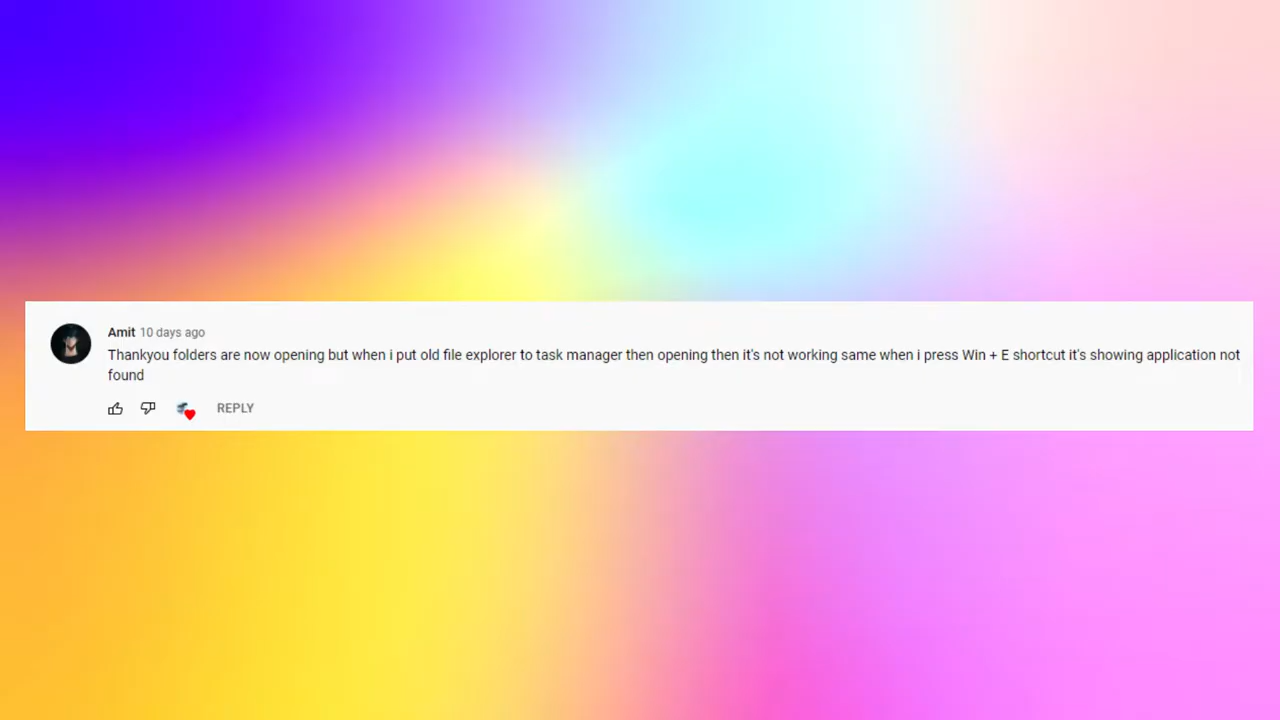 Amit 10 days ago
Thankyou folders are now opening but when i put old file explorer to task manager then opening then it's not working same when i press Win + E shortcut it's showing application not
found
REPLY